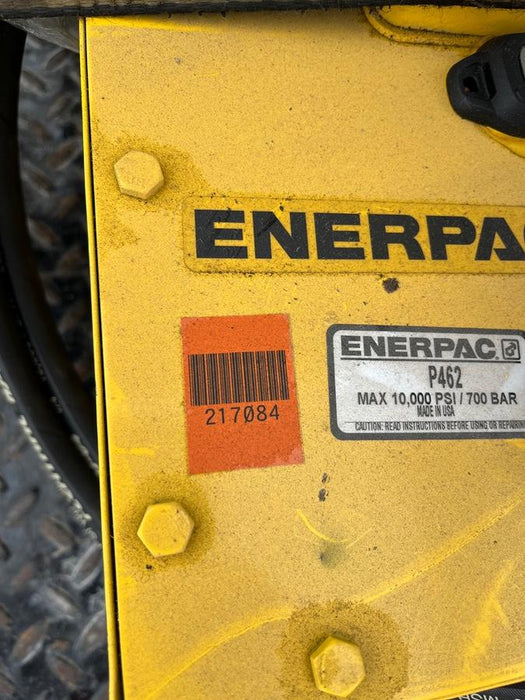 ENERPAC
217084
ENERPAC
P462
MAX 10,000 PSI / 700 BAR
MADE IN USA
CAUTION: READ INSTRUCTIONS BEFORE USING OR REPAIRING